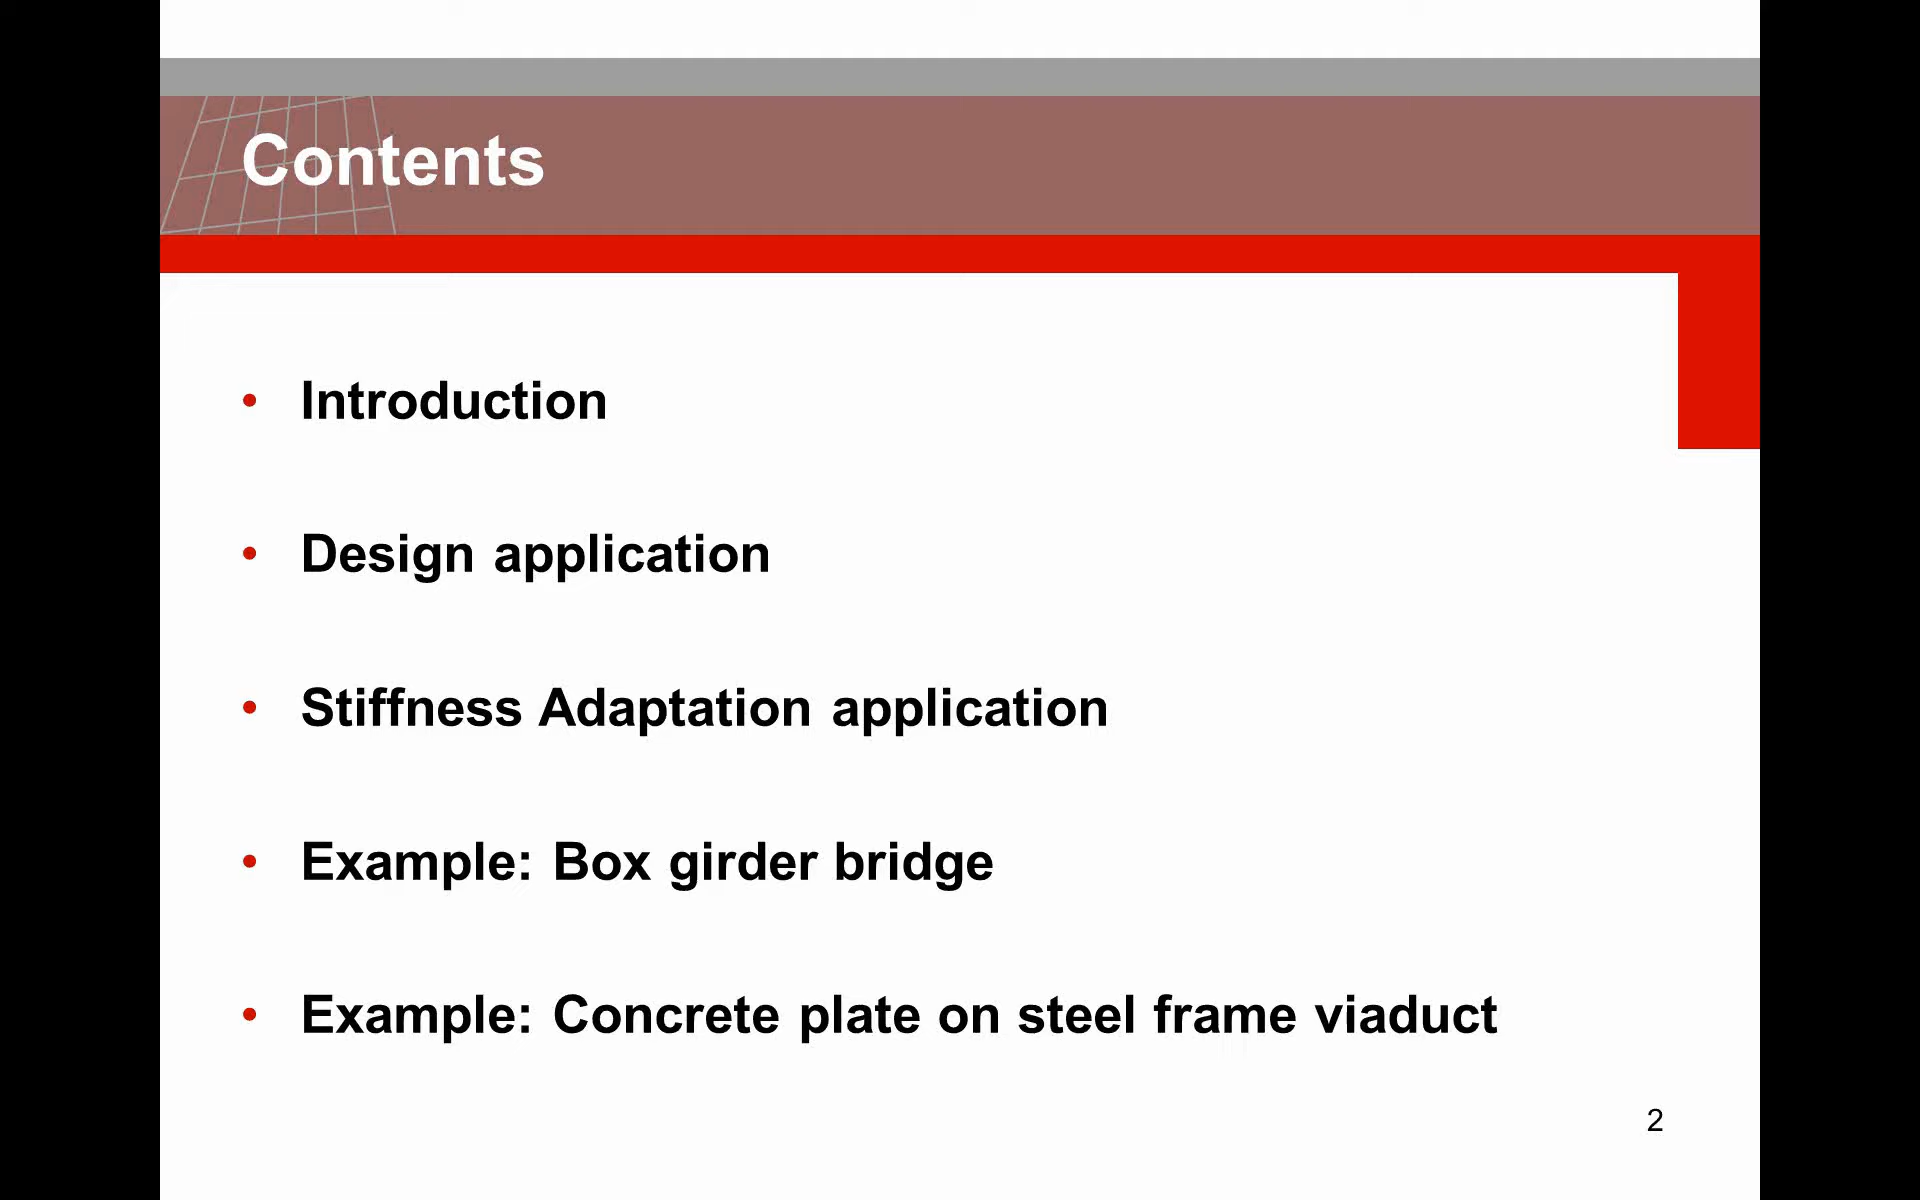 Contents
• Introduction
• Design application
• Stiffness Adaptation application
• Example: Box girder bridge
• Example: Concrete plate on steel frame viaduct
2